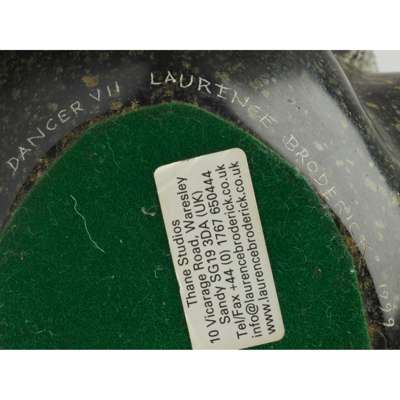 DANCER VII LAURENCE BRODERICK 1999
Thane Studios
10 Vicarage Road, Waresley
Sandy SG19 3DA (UK)
Tel/Fax +44 (0) 1767 650444
info@laurencebroderick.co.uk
www.laurencebroderick.co.uk